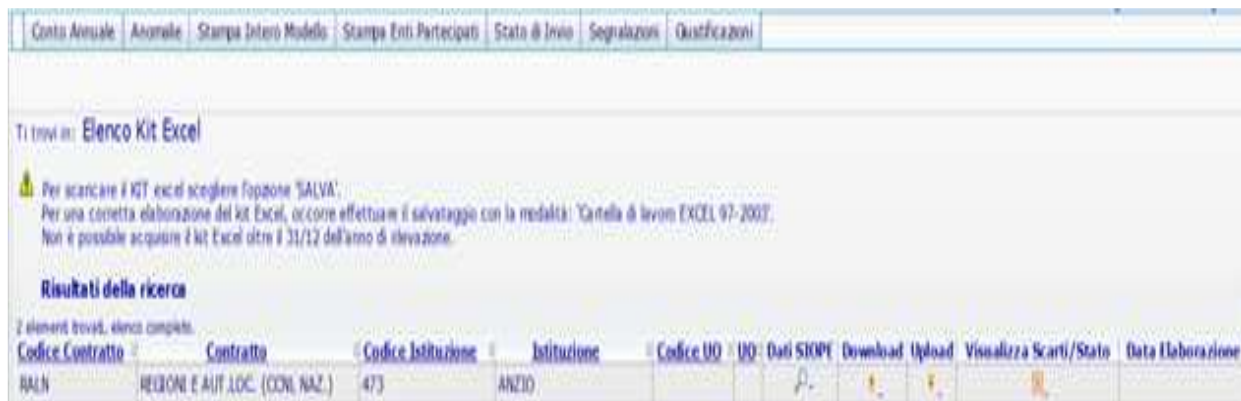 Conto Annuale Anomalie Stampa Intero Modello Stampa Enti Partecipati Stato di Invio Segnalazioni Giustificazioni
Ti trovi in: Elenco Kit Excel
Per scaricare il KIT excel scegliere l'opzione 'SALVA'.
Per una corretta elaborazione del kit Excel, occorre effettuare il salvataggio con la modalità: 'Cartella di lavoro EXCEL 97-2003'.
Non è possibile acquisire il kit Excel oltre il 31/12 dell'anno di rilevazione.
Risultati della ricerca
2 elementi trovati, elenco completo.
Codice Contratto Contratto Codice Istituzione Istituzione Codice UO UO Dati SIOPE Download Upload Visualizza Scarti/Stato Data Elaborazione
RALN REGIONI E AUT.LOC. (CCNL NAZ.) 473 ANZIO